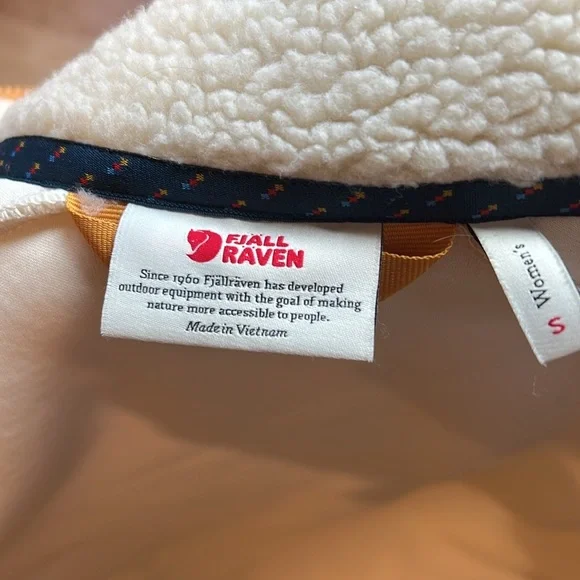 FJÄLL
RÄVEN
Since 1960 Fjällräven has developed
outdoor equipment with the goal of making
nature more accessible to people.
Made in Vietnam
Women's
S